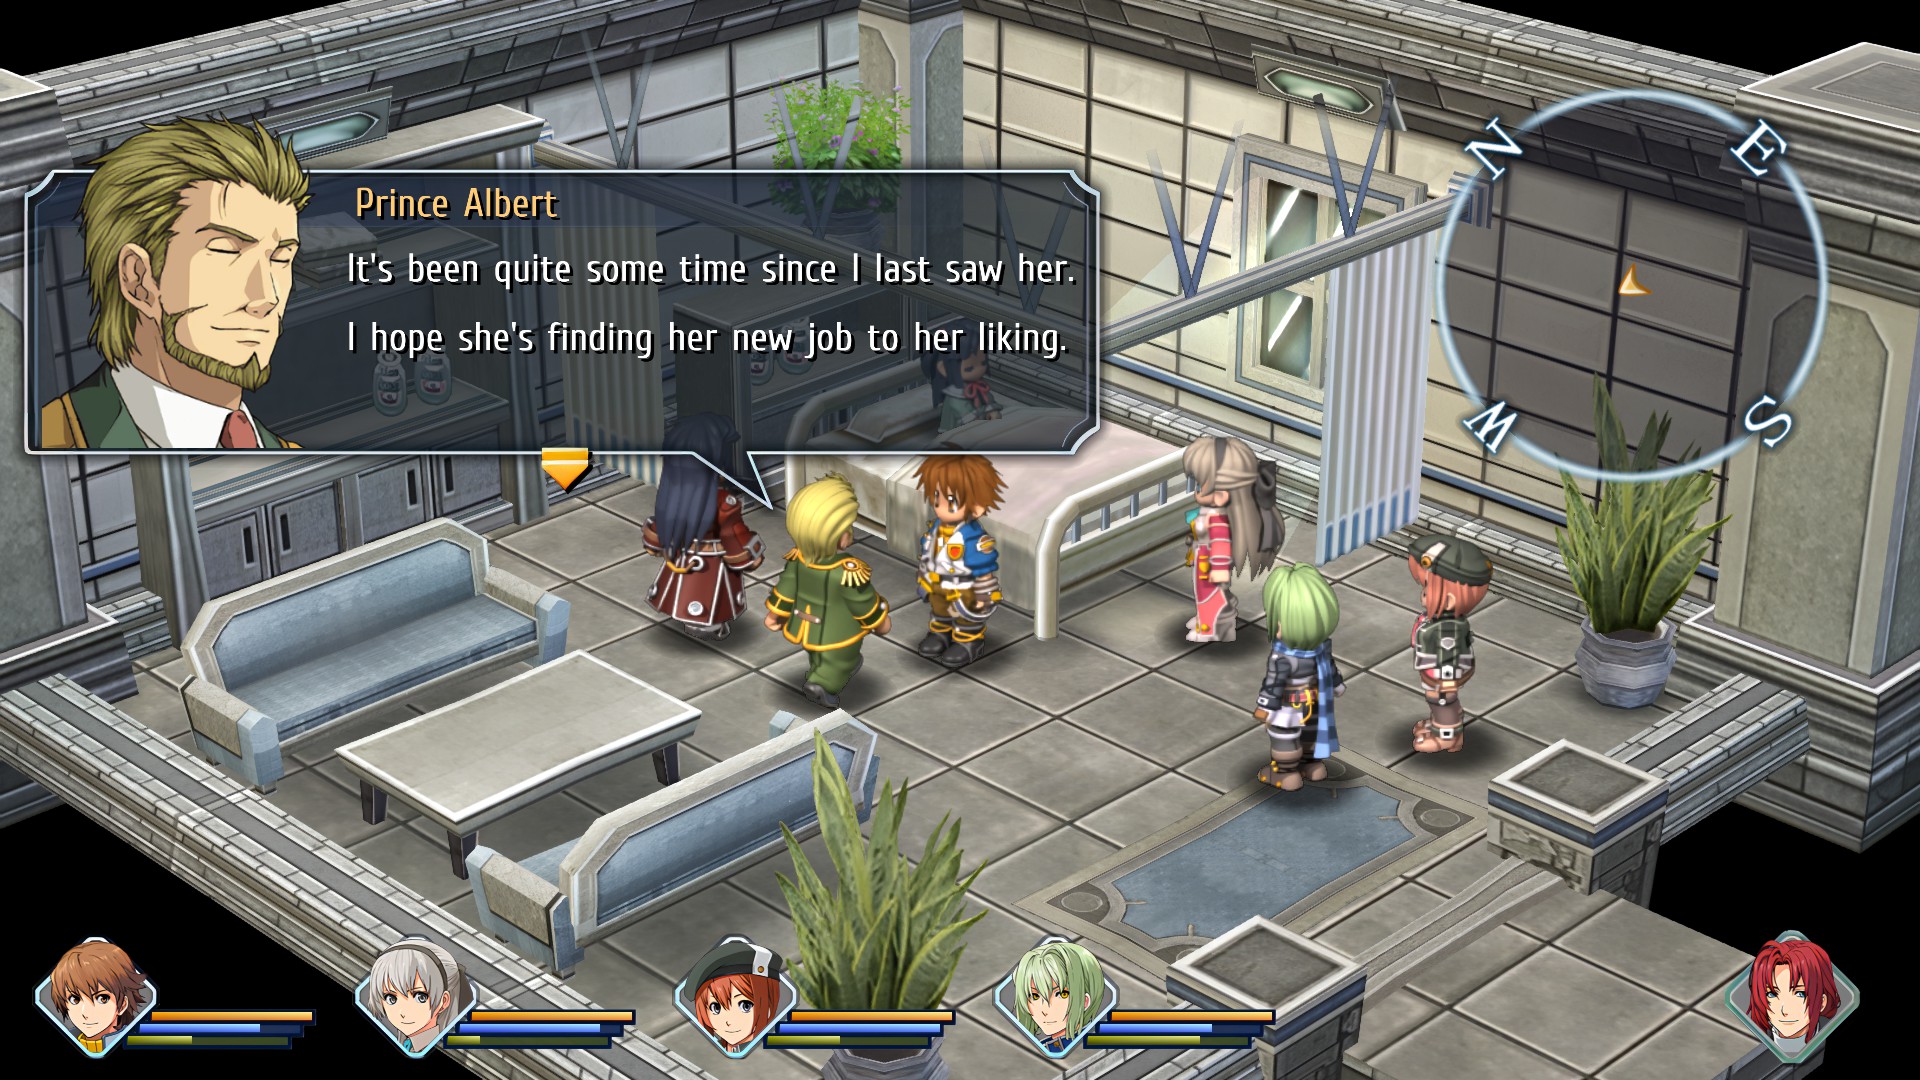 Prince Albert
It's been quite some time since I last saw her.
I hope she's finding her new job to her liking.
N
E
W
S